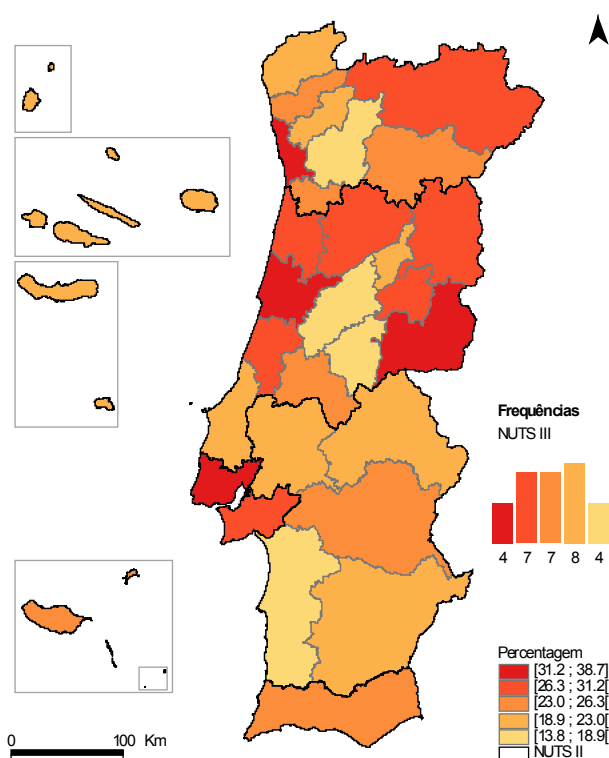 Frequências
NUTS III
4 7 7 8 4
Percentagem
[31.2 ; 38.7]
[26.3 ; 31.2[
[23.0 ; 26.3[
[18.9 ; 23.0[
[13.8 ; 18.9[
NUTS II
0 100 Km